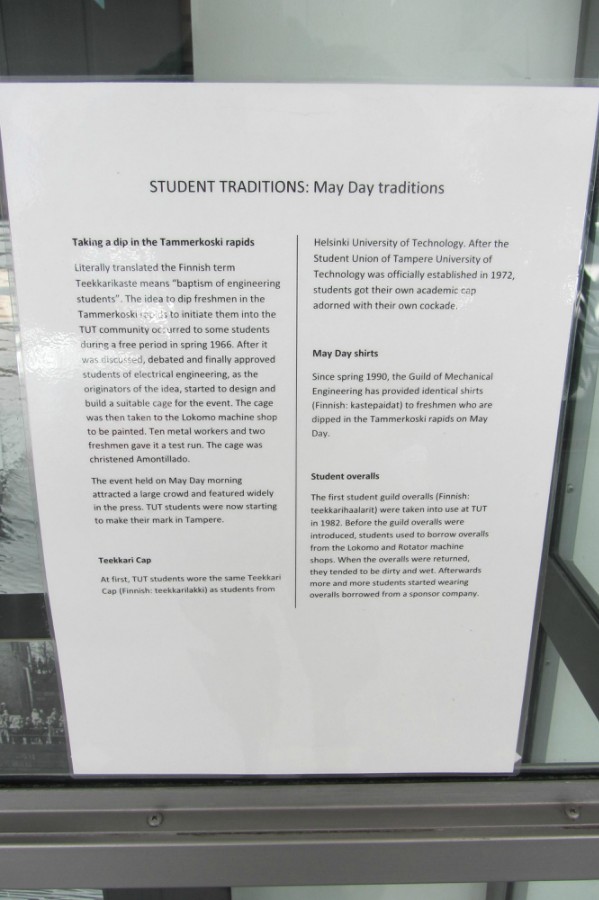 STUDENT TRADITIONS: May Day traditions
Taking a dip in the Tammerkoski rapids
Literally translated the Finnish term
Teekkarikaste means "baptism of engineering
students". The idea to dip freshmen in the
Tammerkoski rapids to initiate them into the
TUT community occurred to some students
during a free period in spring 1966. After it
was discussed, debated and finally approved
students of electrical engineering, as the
originators of the idea, started to design and
build a suitable cage for the event. The cage
was then taken to the Lokomo machine shop
to be painted. Ten metal workers and two
freshmen gave it a test run. The cage was
christened Amontillado.
The event held on May Day morning
attracted a large crowd and featured widely
in the press. TUT students were now starting
to make their mark in Tampere.
Teekkari Cap
At first, TUT students wore the same Teekkari
Cap (Finnish: teekkarilakki) as students from
Helsinki University of Technology. After the
Student Union of Tampere University of
Technology was officially established in 1972,
students got their own academic cap
adorned with their own cockade.
May Day shirts
Since spring 1990, the Guild of Mechanical
Engineering has provided identical shirts
(Finnish: kastepaidat) to freshmen who are
dipped in the Tammerkoski rapids on May
Day.
Student overalls
The first student guild overalls (Finnish:
teekkarihaalarit) were taken into use at TUT
in 1982. Before the guild overalls were
introduced, students used to borrow overalls
from the Lokomo and Rotator machine
shops. When the overalls were returned,
they tended to be dirty and wet. Afterwards
more and more students started wearing
overalls borrowed from a sponsor company.